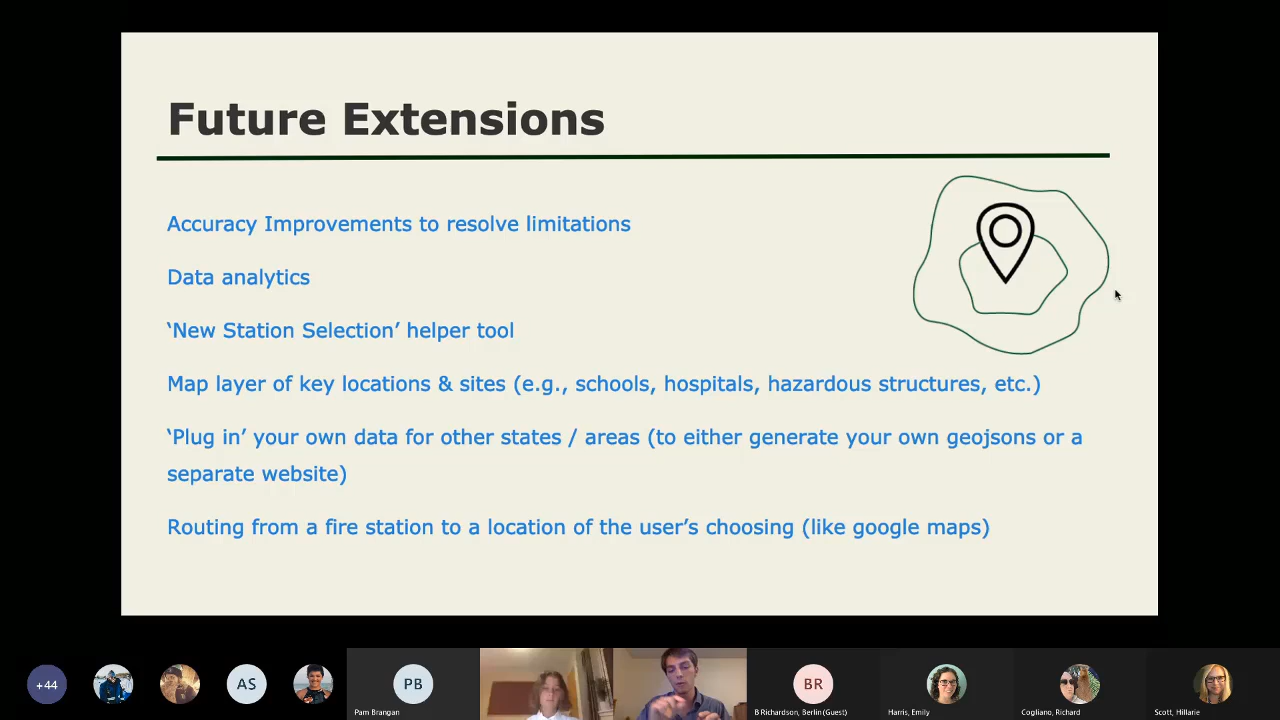 Future Extensions
Accuracy Improvements to resolve limitations
Data analytics
‘New Station Selection’ helper tool
Map layer of key locations & sites (e.g., schools, hospitals, hazardous structures, etc.)
‘Plug in’ your own data for other states / areas (to either generate your own geojsons or a
separate website)
Routing from a fire station to a location of the user’s choosing (like google maps)
+44
AS
PB
BR
Pam Brangan
B Richardson, Berlin (Guest)
Harris, Emily
Cogliano, Richard
Scott, Hillarie